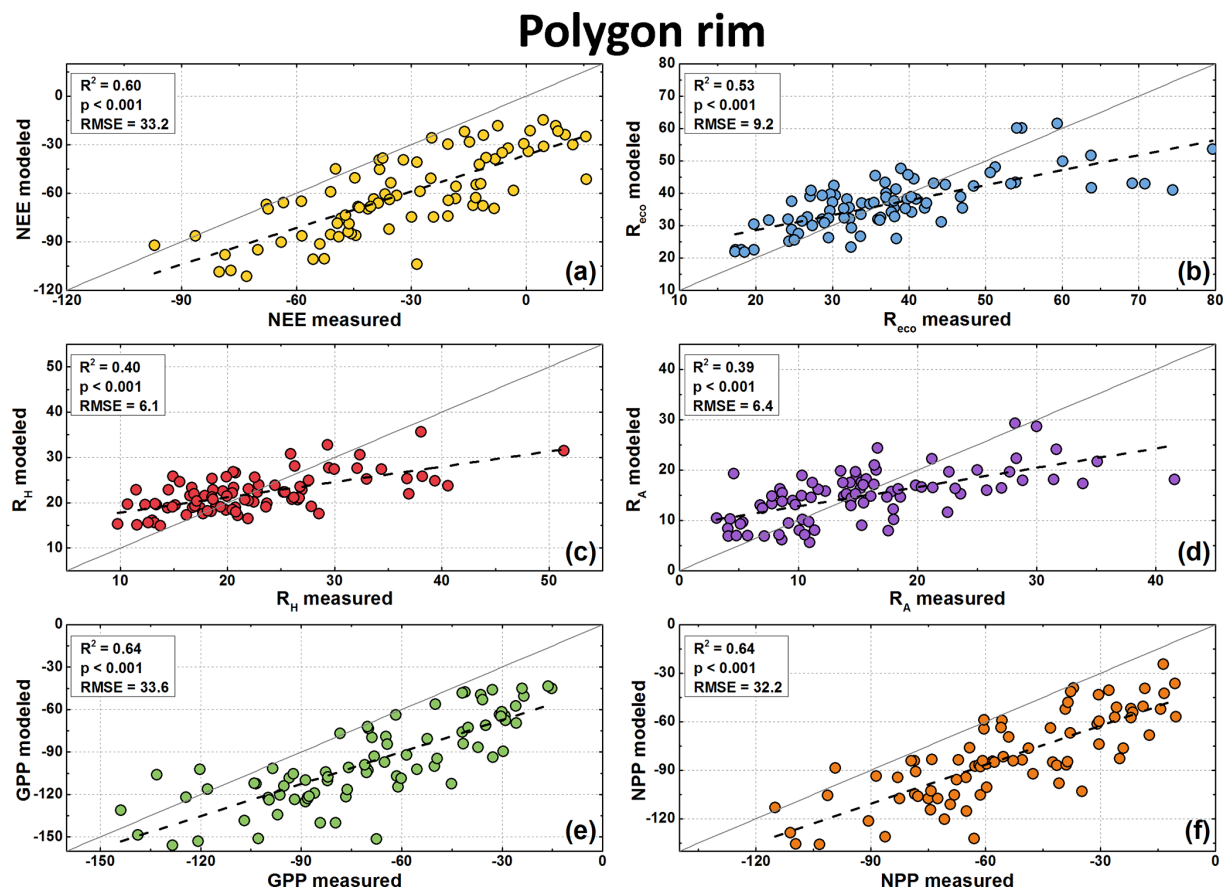 Polygon rim
R² = 0.60
p < 0.001
RMSE = 33.2
0
-30
-60
-90
-120
NEE modeled
-120 -90 -60 -30 0
NEE measured
(a)
R² = 0.53
p < 0.001
RMSE = 9.2
80
70
60
50
40
30
20
10
Reco modeled
10 20 30 40 50 60 70 80
Reco measured
(b)
R² = 0.40
p < 0.001
RMSE = 6.1
55
45
35
25
15
5
RH modeled
10 20 30 40 50
RH measured
(c)
R² = 0.39
p < 0.001
RMSE = 6.4
45
40
30
20
10
0
RA modeled
0 10 20 30 40
RA measured
(d)
R² = 0.64
p < 0.001
RMSE = 33.6
0
-30
-60
-90
-120
-150
GPP modeled
-150 -120 -90 -60 -30 0
GPP measured
(e)
R² = 0.64
p < 0.001
RMSE = 32.2
0
-30
-60
-90
-120
NPP modeled
-120 -90 -60 -30 0
NPP measured
(f)